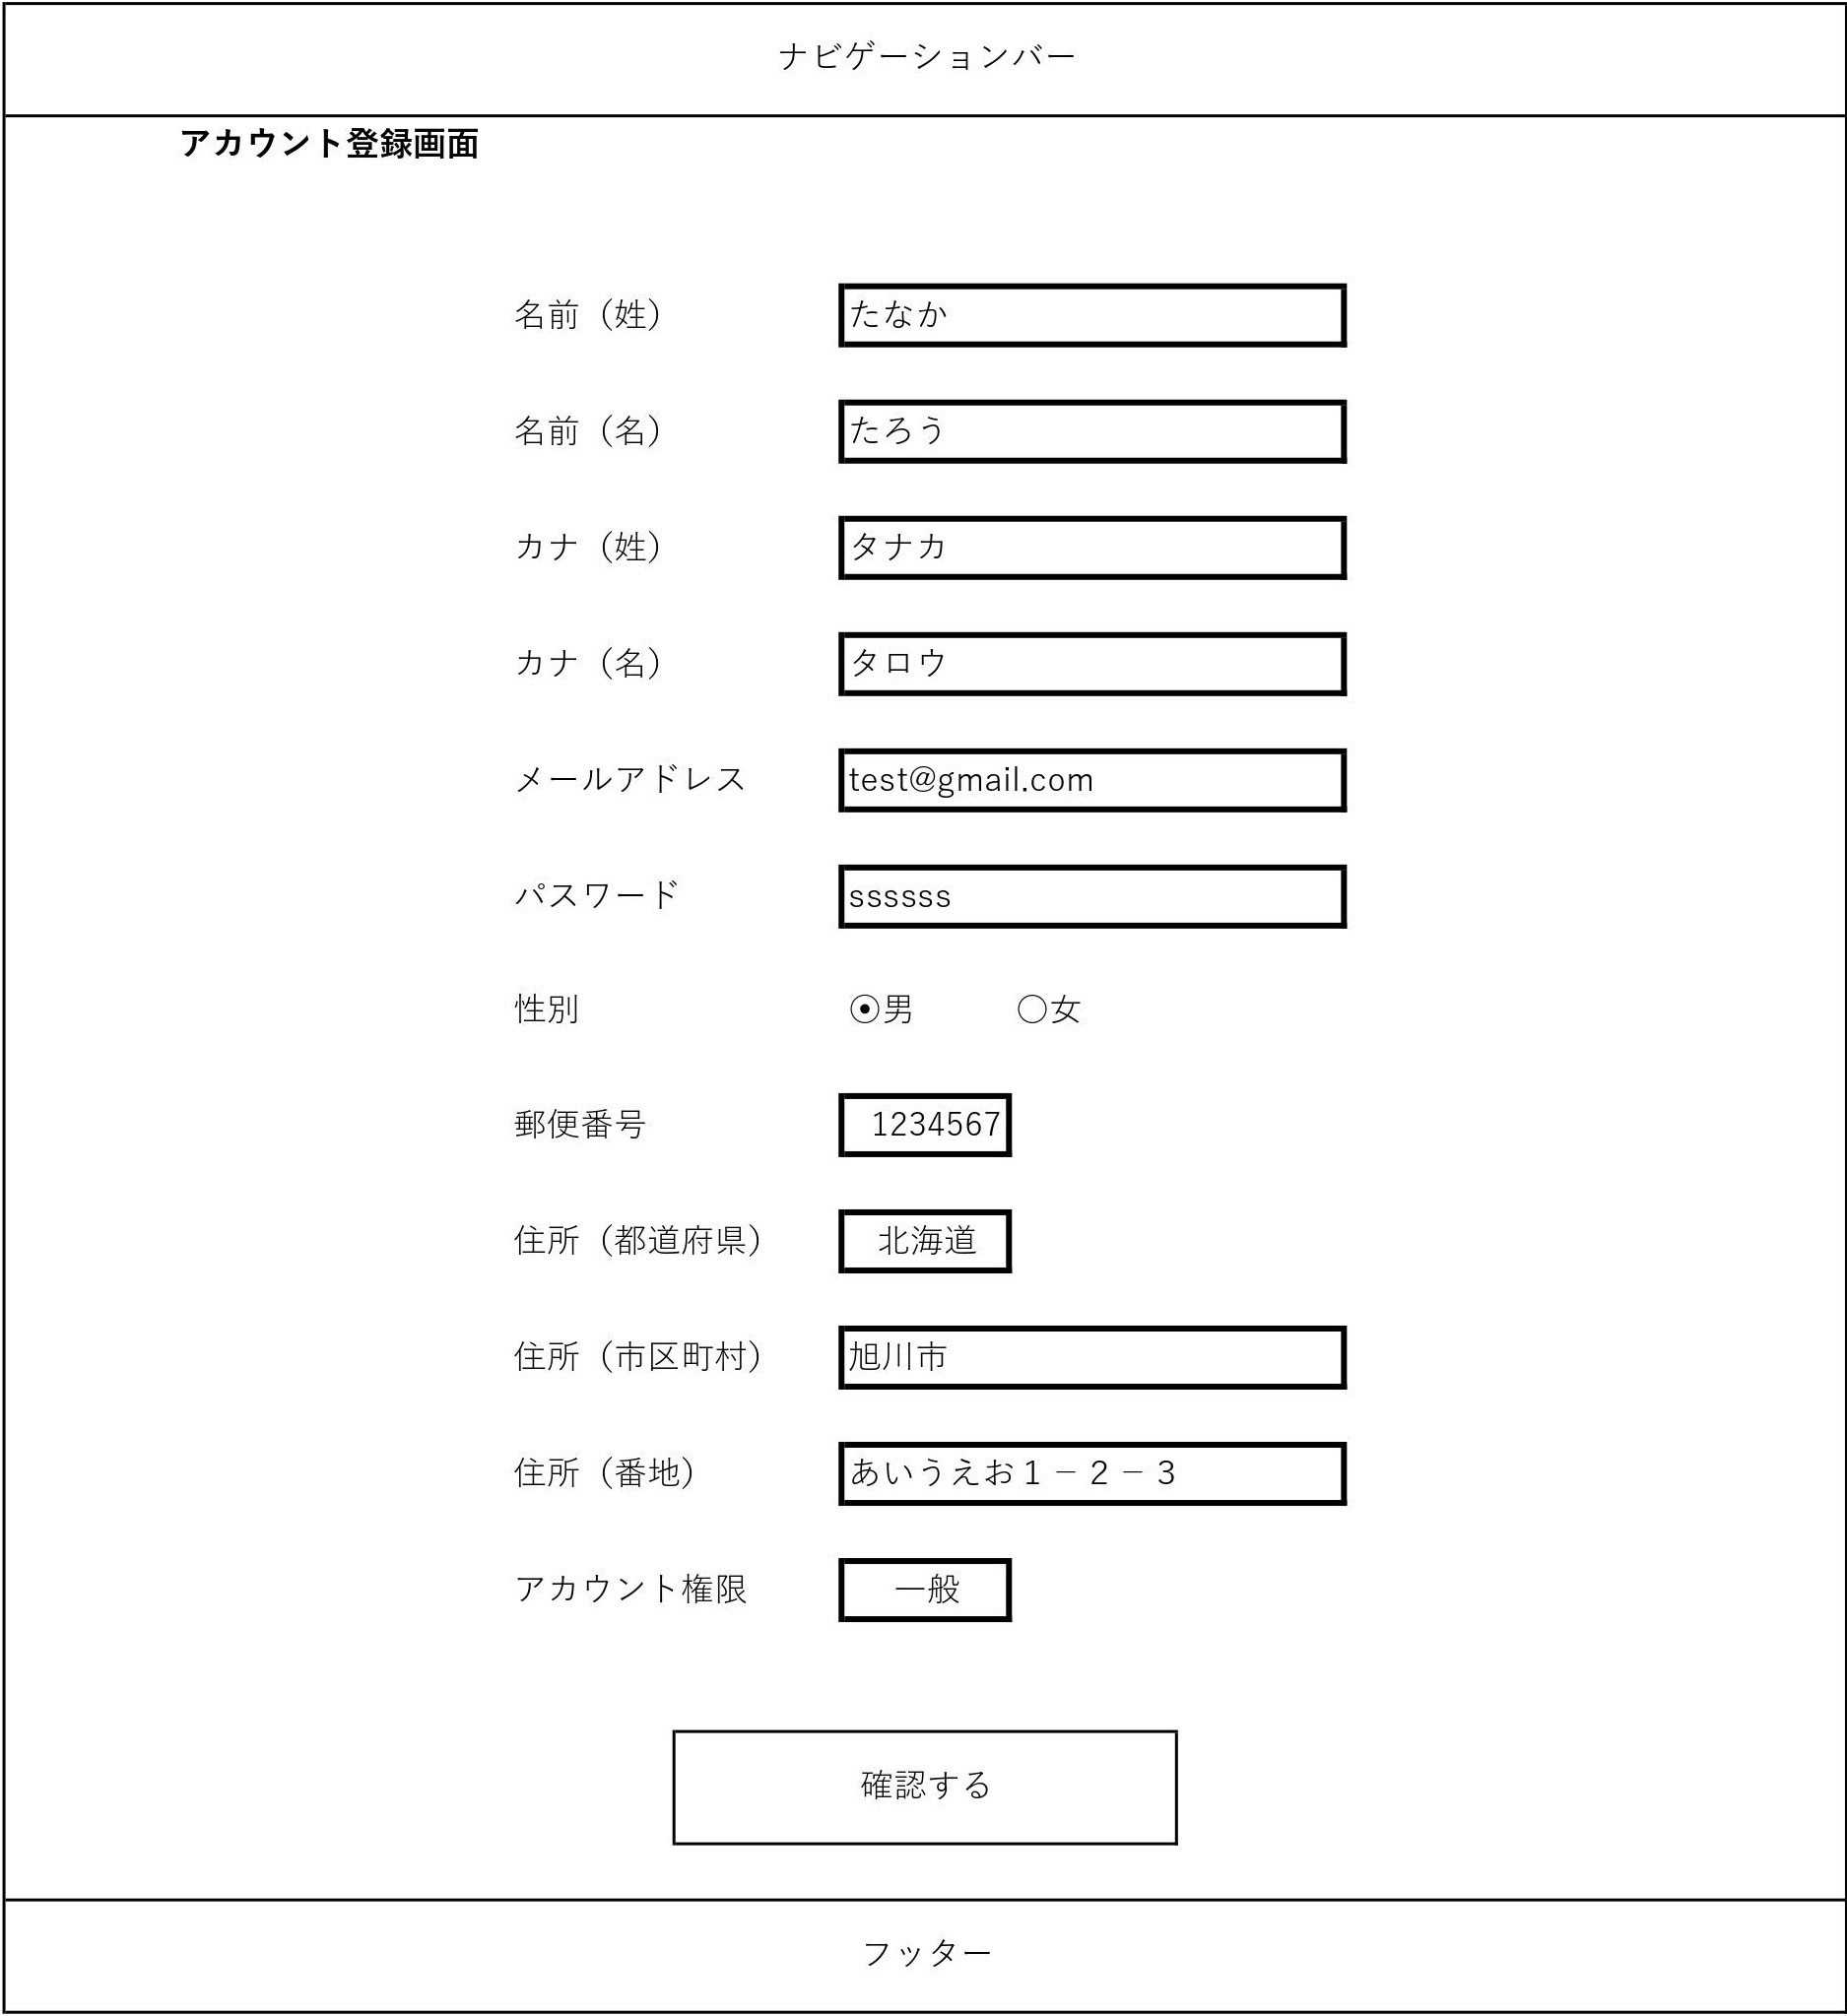 ナビゲーションバー
アカウント登録画面
名前（姓） たなか
名前（名） たろう
カナ（姓） タナカ
カナ（名） タロウ
メールアドレス test@gmail.com
パスワード ssssss
性別 ⦿男 ○女
郵便番号 1234567
住所（都道府県） 北海道
住所（市区町村） 旭川市
住所（番地） あいうえお１－２－３
アカウント権限 一般
確認する
フッター